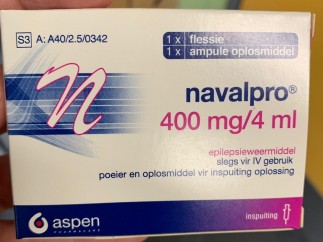 S3 A: A40/2.5/0342
1 x flessie
1 x ampule oplosmiddel
n
navalpro®
400 mg/4 ml
epilepsieweermiddel
slegs vir IV gebruik
poeier en oplosmiddel vir inspuiting oplossing
aspen
PHARMACARE
inspuiting